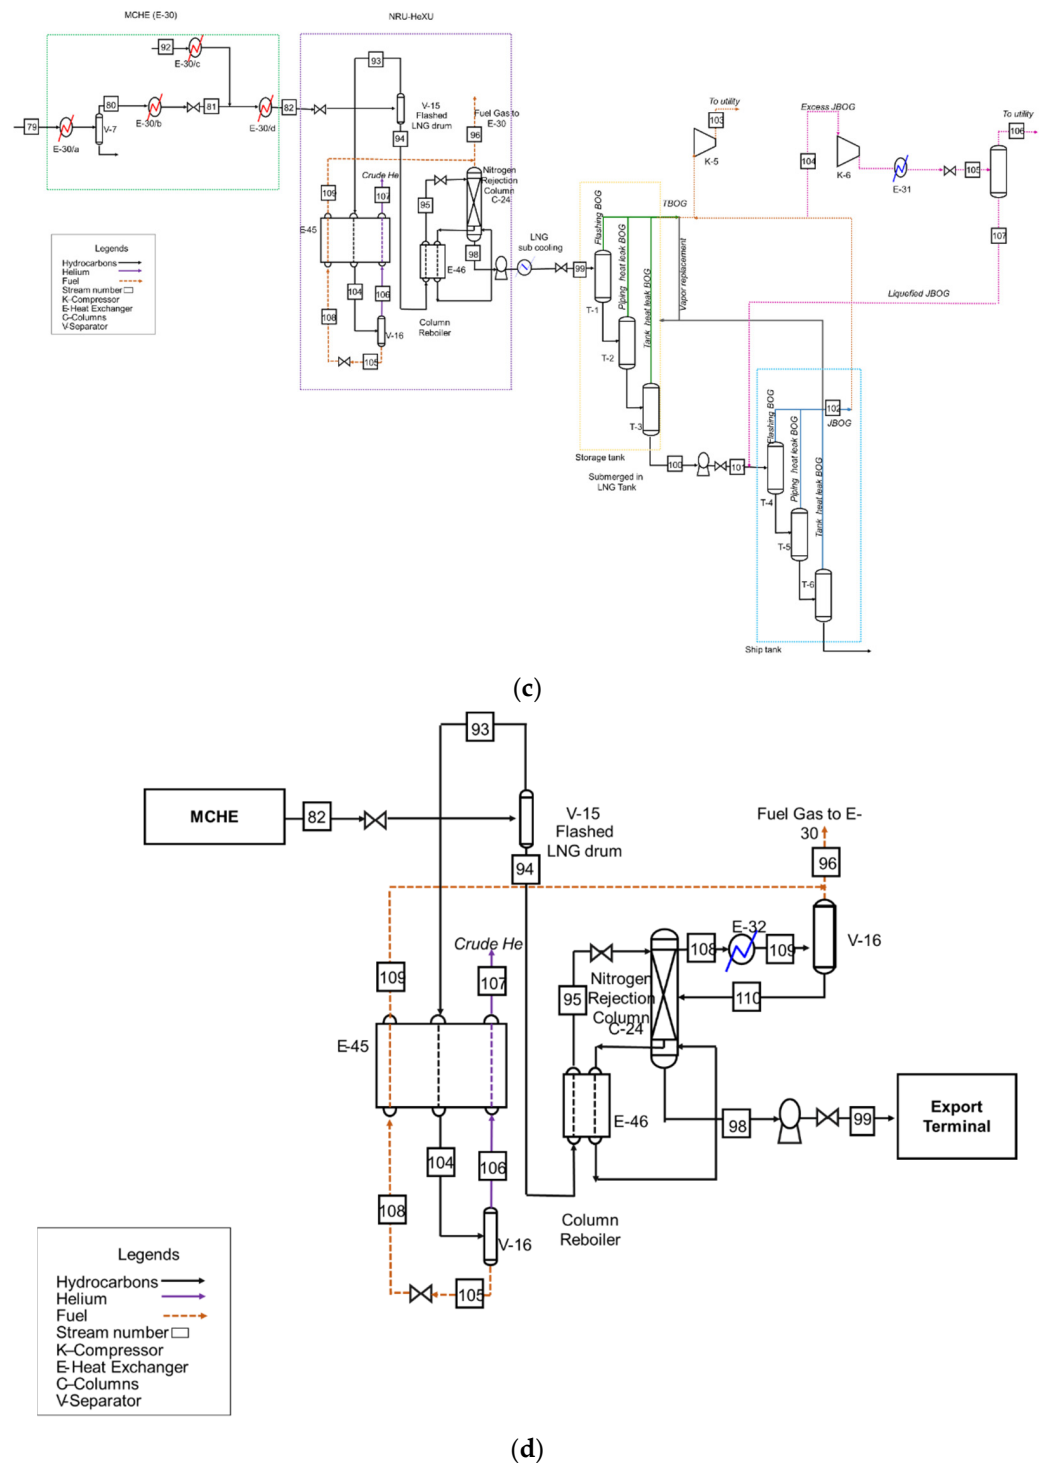 MCHE (E-30)
NRU-HeXU
92
E-30/c
93
79
E-30/a
80
V-7
E-30/b
81
E-30/d
82
V-15
Flashed
LNG drum
94
Fuel Gas to
E-30
96
Nitrogen
Rejection
Column
C-24
Crude He
109
107
95
E-45
E-46
98
104
106
108
V-16
105
Column
Reboiler
LNG
sub cooling
99
Legends
Hydrocarbons
Helium
Fuel
Stream number
K-Compressor
E-Heat Exchanger
C-Columns
V-Separator
To utility
103
K-5
Excess JBOG
104
K-6
E-31
105
To utility
106
107
Liquefied JBOG
TBOG
Flashing BOG
Piping heat leak BOG
Tank heat leak BOG
Vapor replacement
T-1
T-2
T-3
Storage tank
Submerged in
LNG Tank
100
101
102
JBOG
Flashing BOG
Piping heat leak BOG
Tank heat leak BOG
T-4
T-5
T-6
Ship tank
(c)
93
MCHE
82
V-15
Flashed
LNG drum
94
Fuel Gas to E-
30
96
E-32
108
109
V-16
110
Crude He
109
107
95
Nitrogen
Rejection
Column
C-24
E-45
E-46
98
99
Export
Terminal
104
106
108
V-16
105
Column
Reboiler
Legends
Hydrocarbons
Helium
Fuel
Stream number
K–Compressor
E-Heat Exchanger
C–Columns
V-Separator
(d)